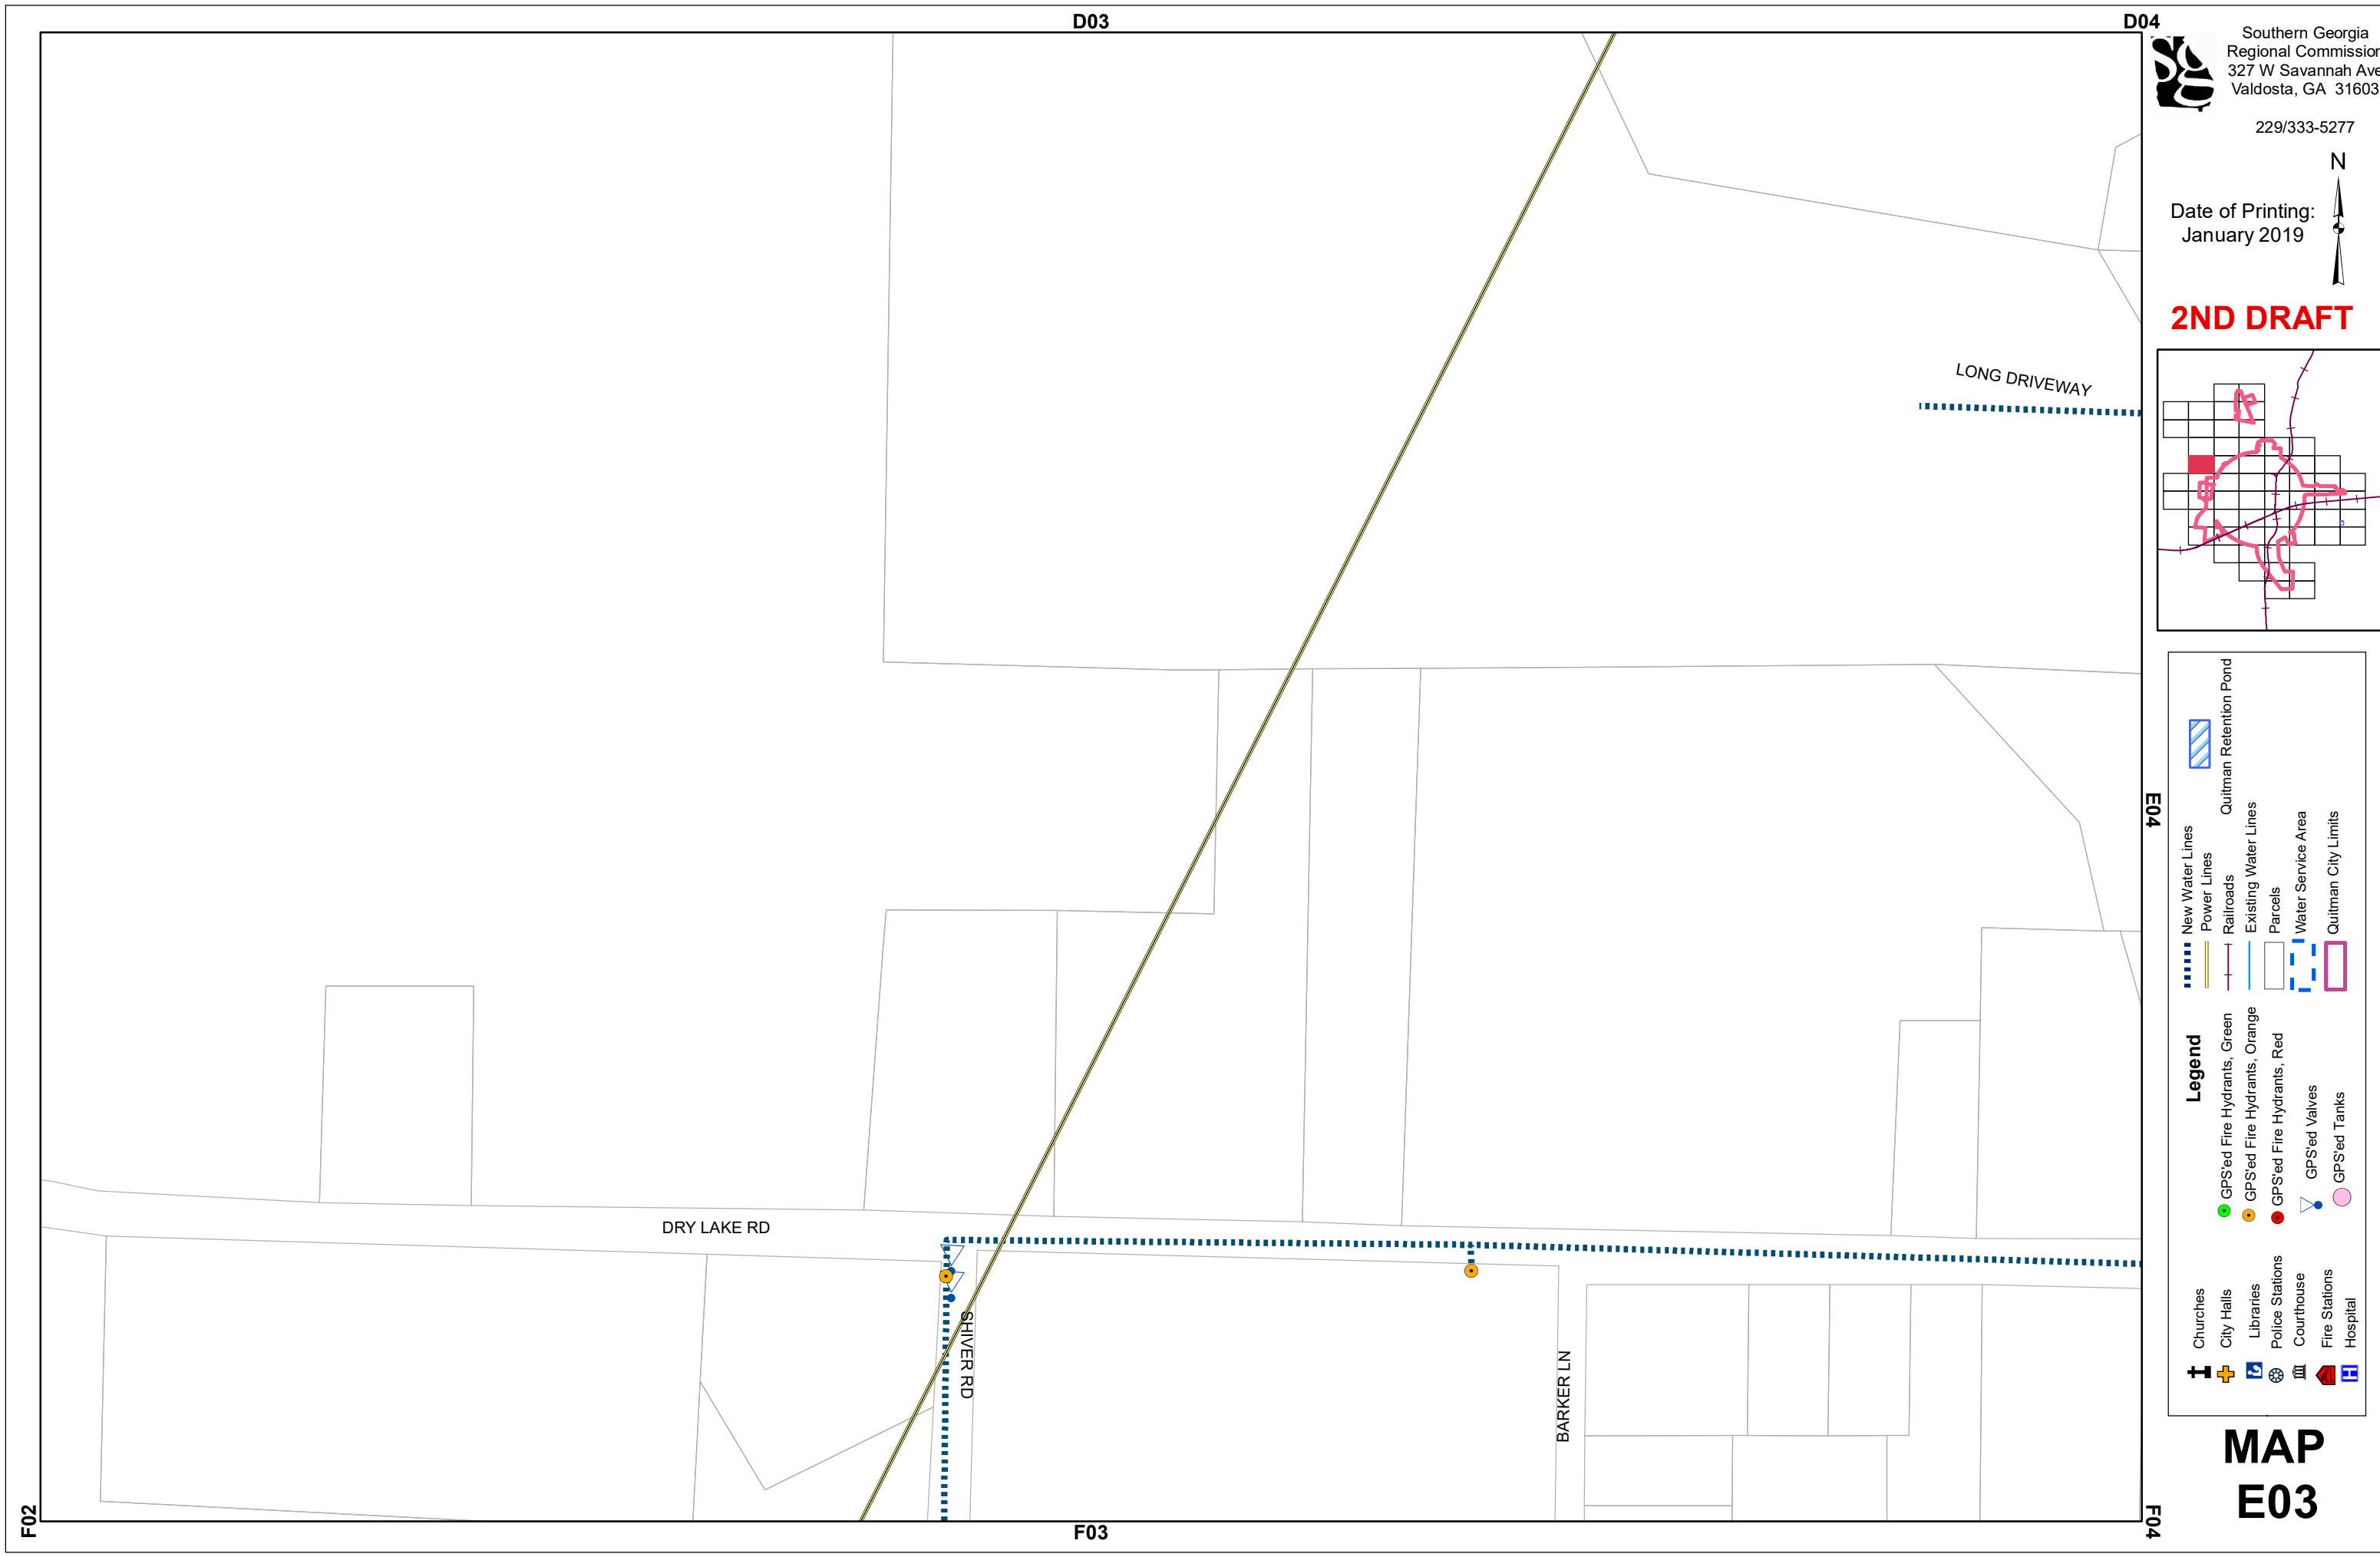 D03
D04
Southern Georgia
Regional Commission
327 W Savannah Ave
Valdosta, GA 31603
229/333-5277
N
Date of Printing:
January 2019
2ND DRAFT
LONG DRIVEWAY
E04
DRY LAKE RD
SHIVER RD
BARKER LN
F02
F03
F04
Legend
Quitman Retention Pond
New Water Lines
Power Lines
Railroads
Existing Water Lines
Parcels
Water Service Area
Quitman City Limits
GPS'ed Fire Hydrants, Green
GPS'ed Fire Hydrants, Orange
GPS'ed Fire Hydrants, Red
GPS'ed Valves
GPS'ed Tanks
Churches
City Halls
Libraries
Police Stations
Courthouse
Fire Stations
Hospital
H
MAP
E03